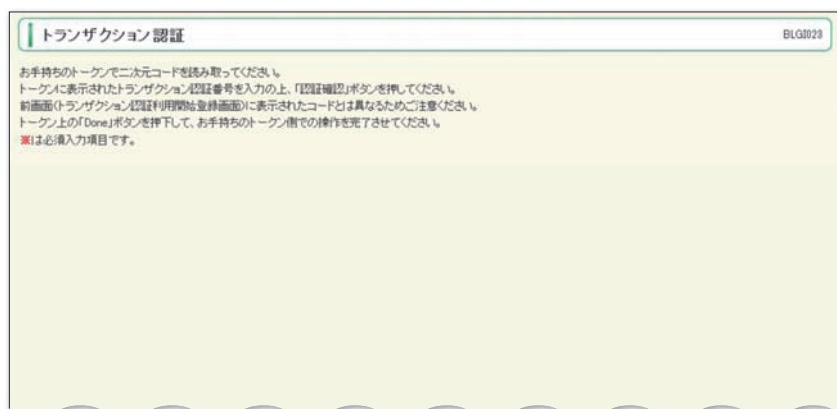 トランザクション認証
BLGI023
お手持ちのトークンで二次元コードを読み取ってください。
トークンに表示されたトランザクション認証番号を入力の上、「認証確認」ボタンを押してください。
前画面(トランザクション認証利用開始登録画面)に表示されたコードとは異なるためご注意ください。
トークン上の「Done」ボタンを押下して、お手持ちのトークン側での操作を完了させてください。
※は必須入力項目です。